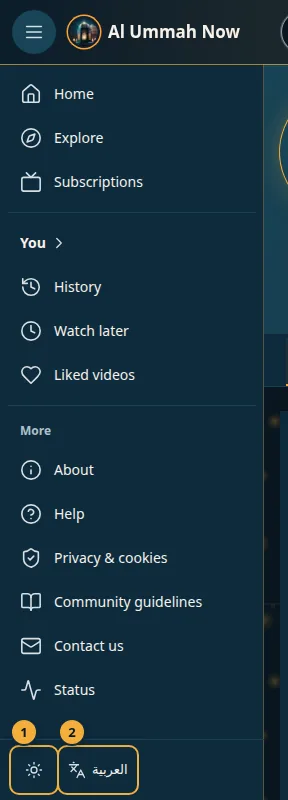 Al Ummah Now
Home
Explore
Subscriptions
You
History
Watch later
Liked videos
More
About
Help
Privacy & cookies
Community guidelines
Contact us
Status
1 2
العربية